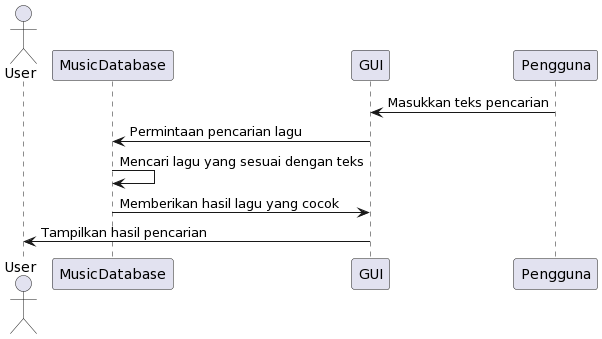 User
MusicDatabase
GUI
Pengguna
Masukkan teks pencarian
Permintaan pencarian lagu
Mencari lagu yang sesuai dengan teks
Memberikan hasil lagu yang cocok
Tampilkan hasil pencarian
User
MusicDatabase
GUI
Pengguna